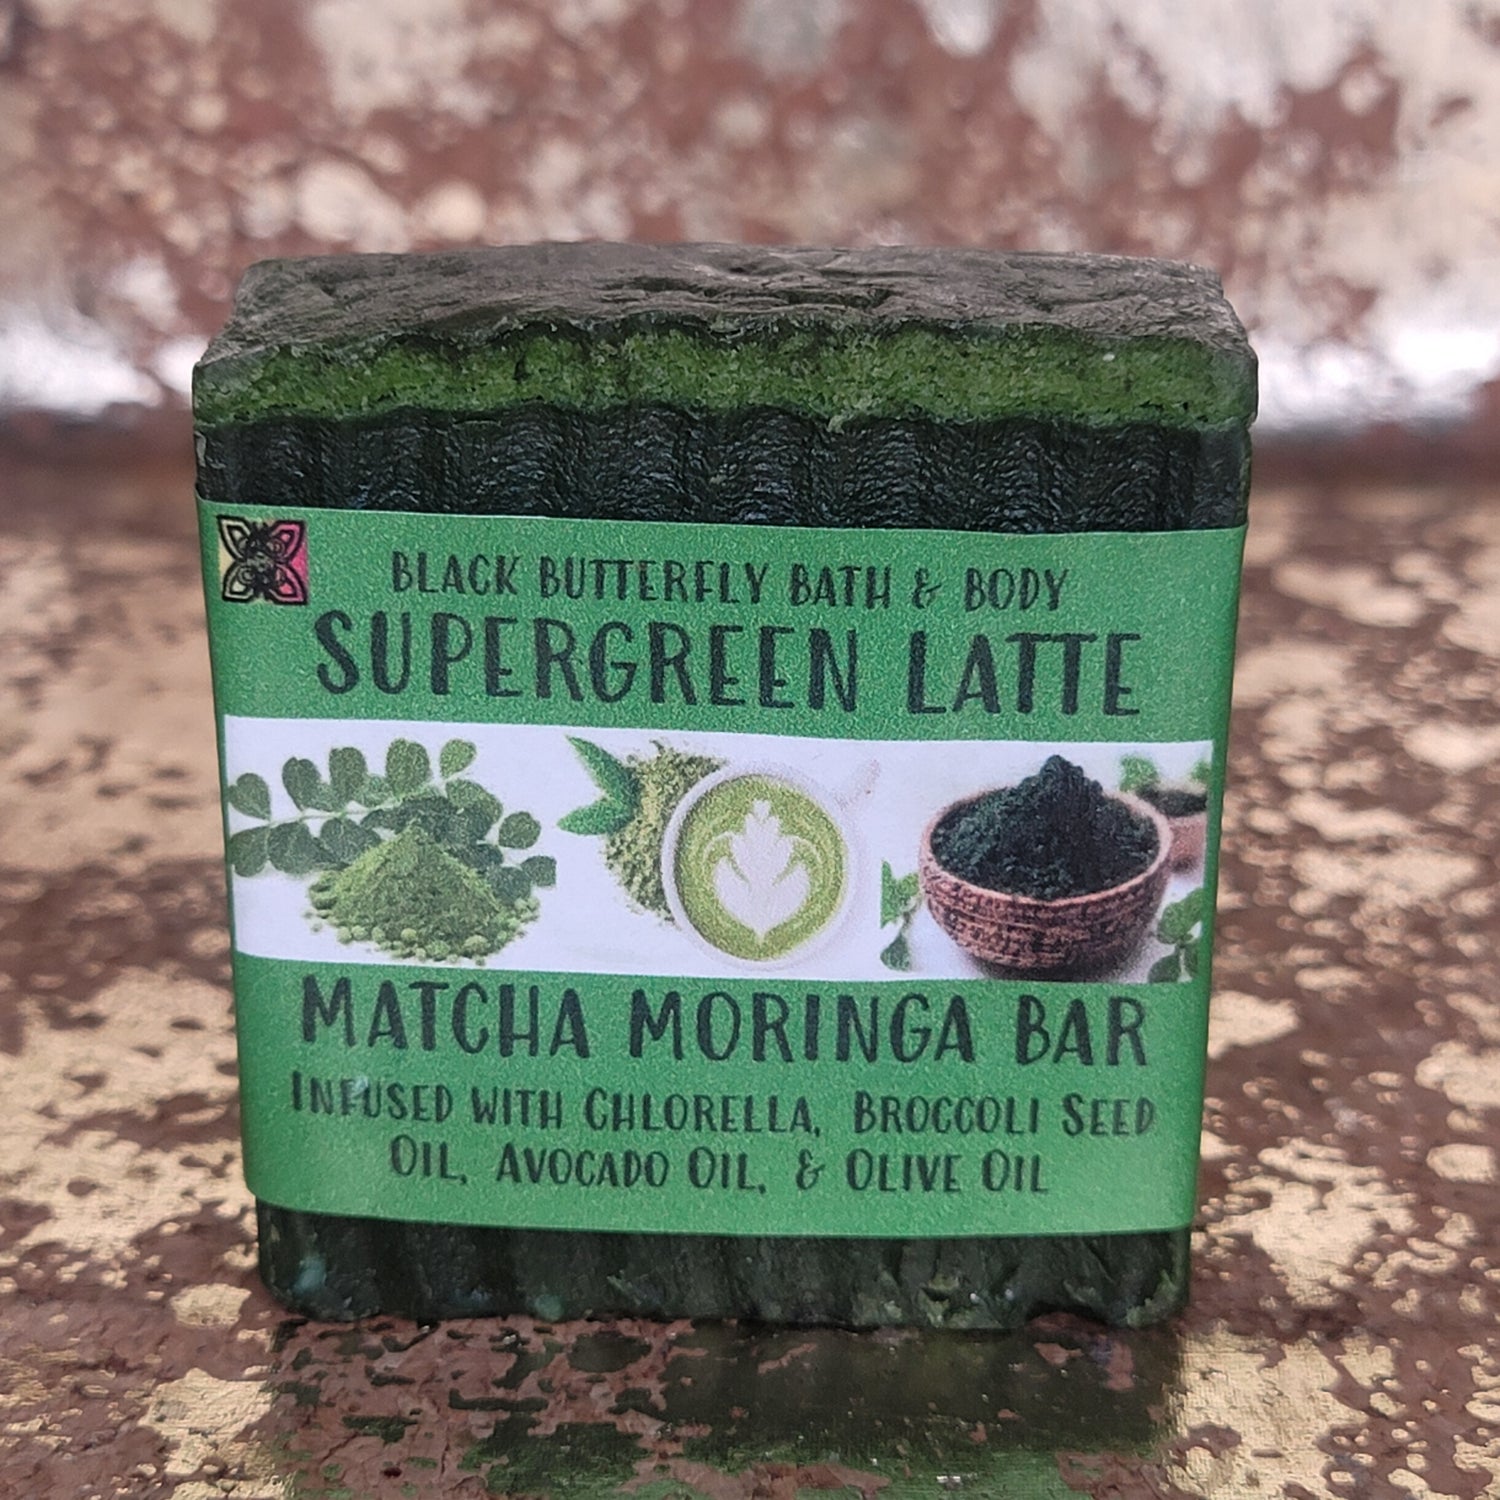 BLACK BUTTERFLY BATH & BODY
SUPERGREEN LATTE
MATCHA MORINGA BAR
INFUSED WITH CHLORELLA, BROCCOLI SEED
OIL, AVOCADO OIL, & OLIVE OIL